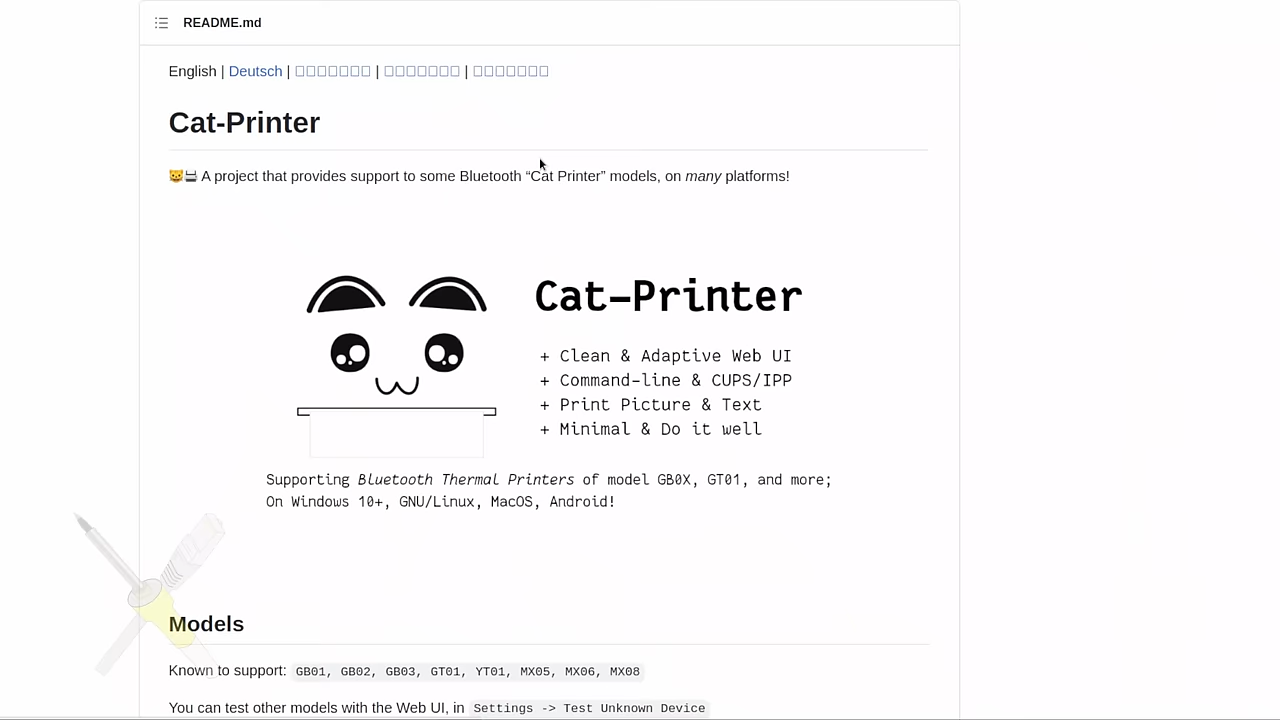 README.md
English | Deutsch | | |
Cat-Printer
A project that provides support to some Bluetooth “Cat Printer” models, on many platforms!
Cat-Printer
+ Clean & Adaptive Web UI
+ Command-line & CUPS/IPP
+ Print Picture & Text
+ Minimal & Do it well
Supporting Bluetooth Thermal Printers of model GB0X, GT01, and more;
On Windows 10+, GNU/Linux, MacOS, Android!
Models
Known to support: GB01, GB02, GB03, GT01, YT01, MX05, MX06, MX08
You can test other models with the Web UI, in Settings -> Test Unknown Device